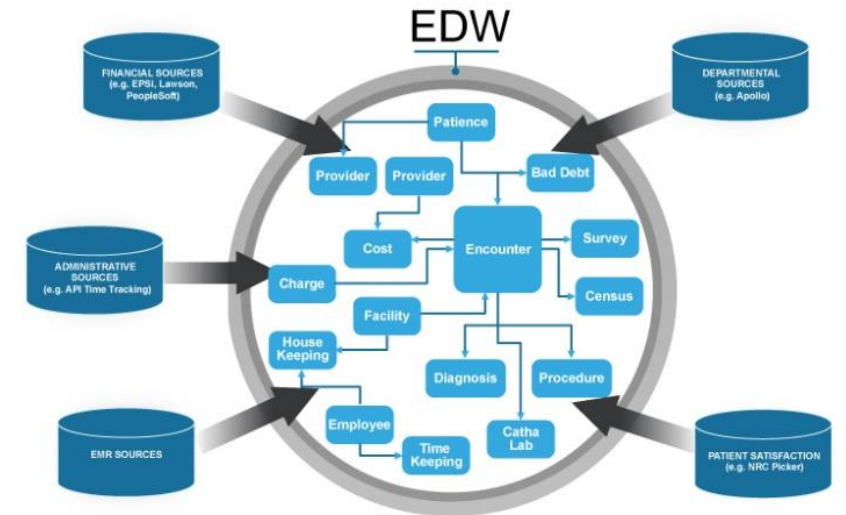 EDW
FINANCIAL SOURCES
(e.g. EPSi, Lawson,
PeopleSoft)
DEPARTMENTAL
SOURCES
(e.g. Apollo)
Patience
Provider
Provider
Bad Debt
Cost
Encounter
Survey
ADMINISTRATIVE
SOURCES
(e.g. API Time Tracking)
Charge
Census
Facility
House
Keeping
Diagnosis
Procedure
Employee
Catha
Lab
Time
Keeping
EMR SOURCES
PATIENT SATISFACTION
(e.g. NRC Picker)